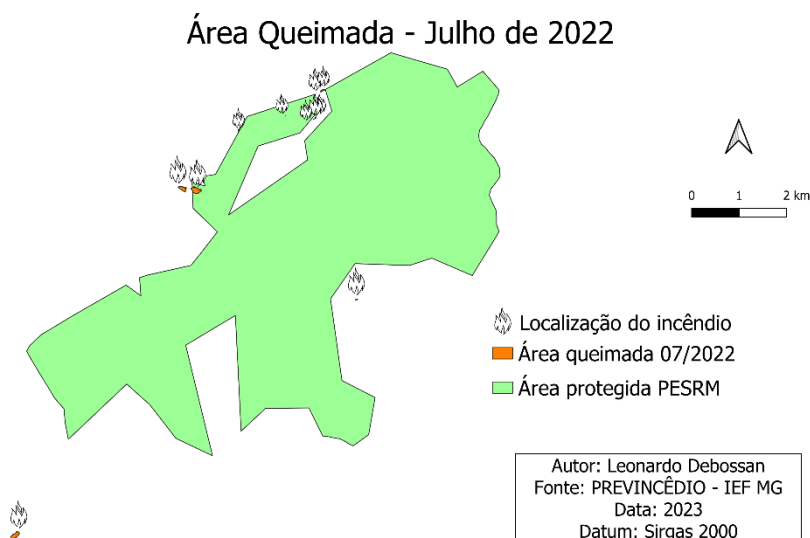 Área Queimada - Julho de 2022
0 1 2 km
Localização do incêndio
Área queimada 07/2022
Área protegida PESRM
Autor: Leonardo Debossan
Fonte: PREVINCÊDIO - IEF MG
Data: 2023
Datum: Sirgas 2000